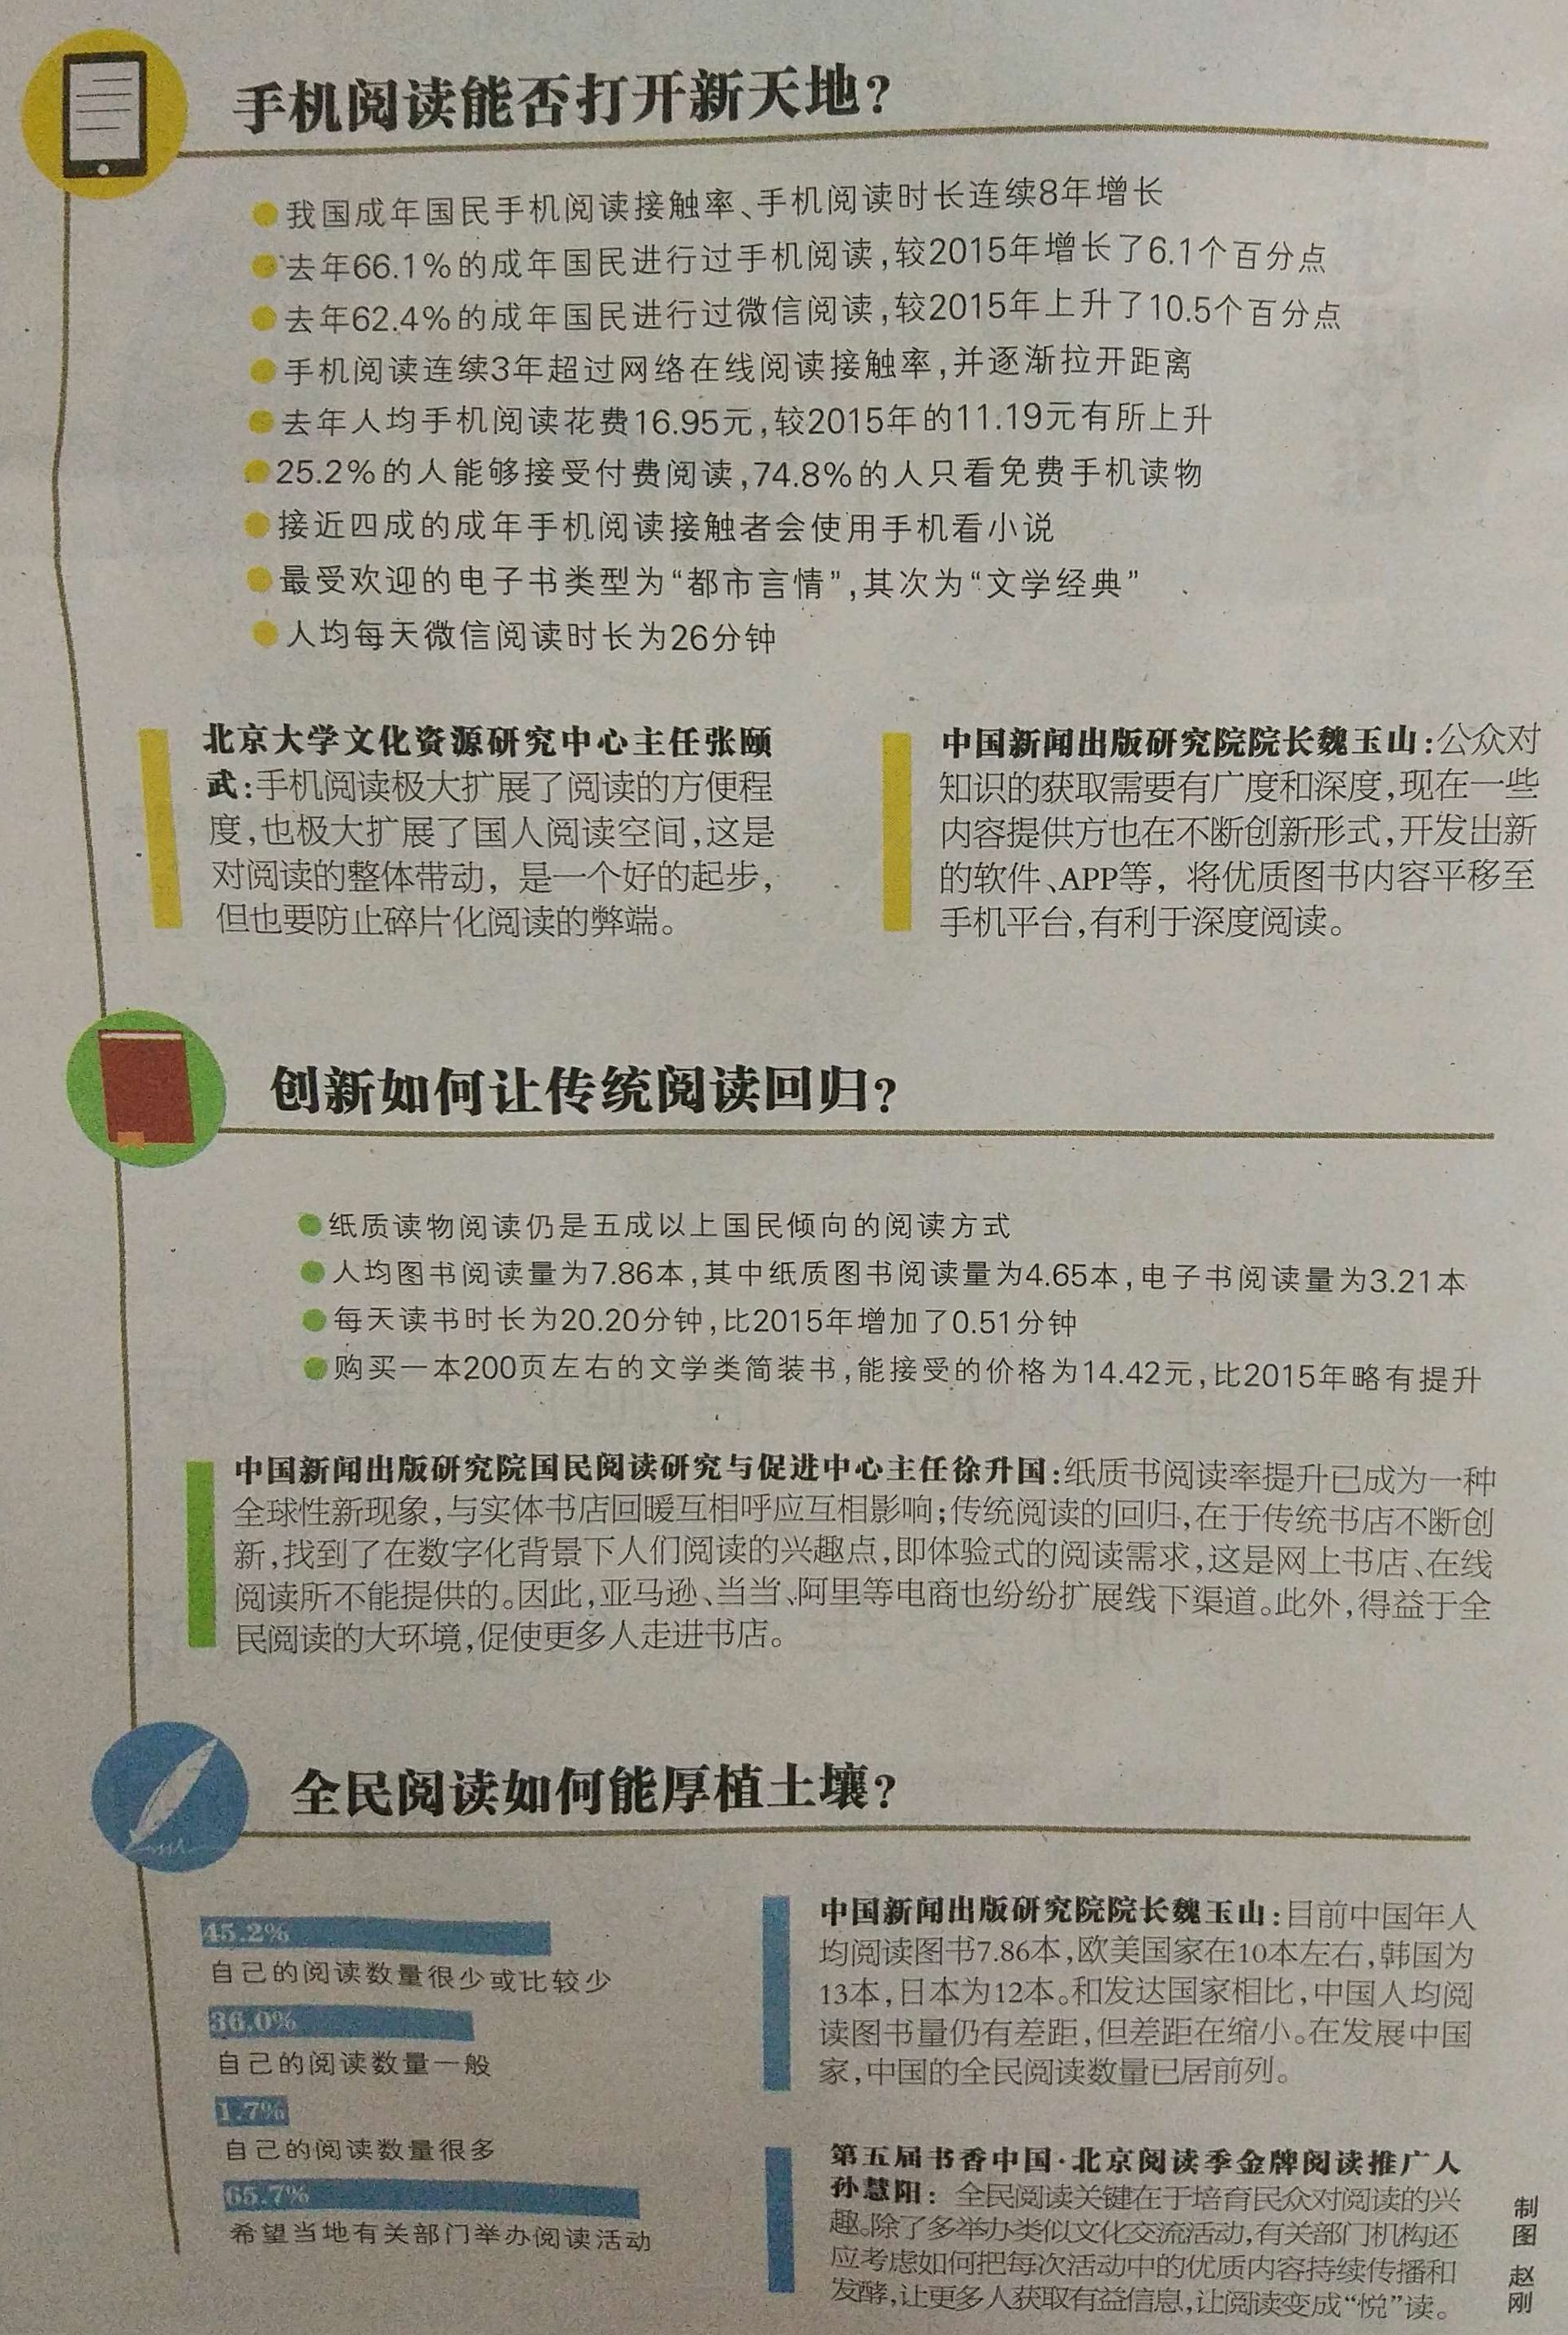 手机阅读能否打开新天地?
我国成年国民手机阅读接触率、手机阅读时长连续8年增长
去年66.1%的成年国民进行过手机阅读,较2015年增长了6.1个百分点
去年62.4%的成年国民进行过微信阅读,较2015年上升了10.5个百分点
手机阅读连续3年超过网络在线阅读接触率,并逐渐拉开距离
去年人均手机阅读花费16.95元,较2015年的11.19元有所上升
25.2%的人能够接受付费阅读,74.8%的人只看免费手机读物
接近四成的成年手机阅读接触者会使用手机看小说
最受欢迎的电子书类型为“都市言情”,其次为“文学经典”
人均每天微信阅读时长为26分钟
北京大学文化资源研究中心主任张颐
武:手机阅读极大扩展了阅读的方便程
度,也极大扩展了国人阅读空间,这是
对阅读的整体带动,是一个好的起步,
但也要防止碎片化阅读的弊端。
中国新闻出版研究院院长魏玉山:公众对
知识的获取需要有广度和深度,现在一些
内容提供方也在不断创新形式,开发出新
的软件、APP等,将优质图书内容平移至
手机平台,有利于深度阅读。
创新如何让传统阅读回归?
纸质读物阅读仍是五成以上国民倾向的阅读方式
人均图书阅读量为7.86本,其中纸质图书阅读量为4.65本,电子书阅读量为3.21本
每天读书时长为20.20分钟,比2015年增加了0.51分钟
购买一本200页左右的文学类简装书,能接受的价格为14.42元,比2015年略有提升
中国新闻出版研究院国民阅读研究与促进中心主任徐升国:纸质书阅读率提升已成为一种
全球性新现象,与实体书店回暖互相呼应互相影响;传统阅读的回归,在于传统书店不断创
新,找到了在数字化背景下人们阅读的兴趣点,即体验式的阅读需求,这是网上书店、在线
阅读所不能提供的。因此,亚马逊、当当、阿里等电商也纷纷扩展线下渠道。此外,得益于全
民阅读的大环境,促使更多人走进书店。
全民阅读如何能厚植土壤?
45.2%
自己的阅读数量很少或比较少
36.0%
自己的阅读数量一般
1.7%
自己的阅读数量很多
65.7%
希望当地有关部门举办阅读活动
中国新闻出版研究院院长魏玉山:目前中国年人
均阅读图书7.86本,欧美国家在10本左右,韩国为
13本,日本为12本。和发达国家相比,中国人均阅
读图书量仍有差距,但差距在缩小。在发展中国
家,中国的全民阅读数量已居前列。
第五届书香中国·北京阅读季金牌阅读推广人
孙慧阳:全民阅读关键在于培育民众对阅读的兴
趣。除了多举办类似文化交流活动,有关部门机构还
应考虑如何把每次活动中的优质内容持续传播和
发酵,让更多人获取有益信息,让阅读变成“悦”读。
制图 赵刚